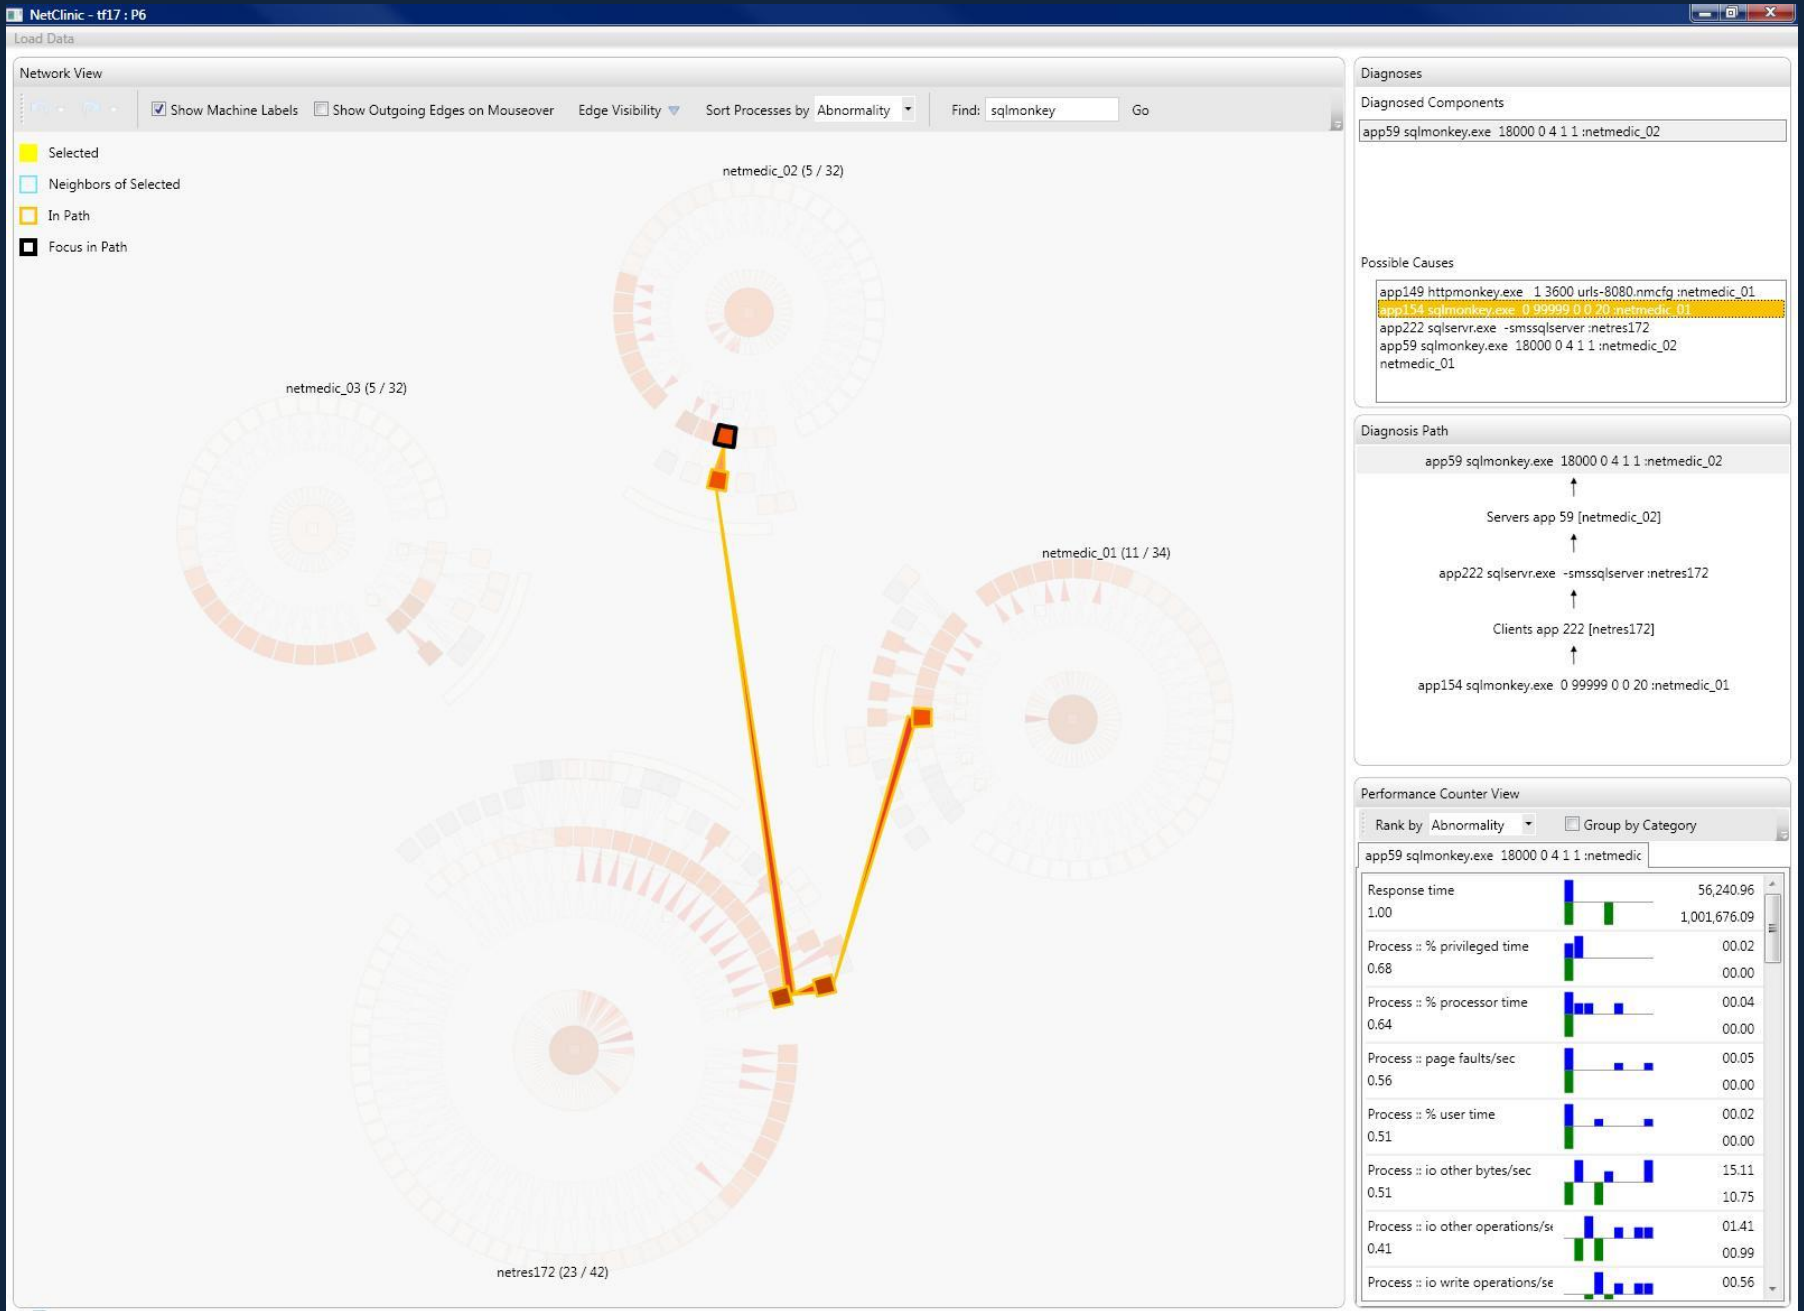 NetClinic - tf17 : P6
Load Data
Network View
Show Machine Labels Show Outgoing Edges on Mouseover Edge Visibility Sort Processes by Abnormality Find: sqlmonkey Go
Selected
Neighbors of Selected
In Path
Focus in Path
netmedic_02 (5 / 32)
netmedic_03 (5 / 32)
netmedic_01 (11 / 34)
netres172 (23 / 42)
Diagnoses
Diagnosed Components
app59 sqlmonkey.exe 18000 0 4 1 1 :netmedic_02
Possible Causes
app149 httpmonkey.exe 1 3600 urls-8080.nmcfg :netmedic_01
app154 sqlmonkey.exe 0 99999 0 0 20 :netmedic_01
app222 sqlservr.exe -smssqlserver :netres172
app59 sqlmonkey.exe 18000 0 4 1 1 :netmedic_02
netmedic_01
Diagnosis Path
app59 sqlmonkey.exe 18000 0 4 1 1 :netmedic_02
Servers app 59 [netmedic_02]
app222 sqlservr.exe -smssqlserver :netres172
Clients app 222 [netres172]
app154 sqlmonkey.exe 0 99999 0 0 20 :netmedic_01
Performance Counter View
Rank by Abnormality Group by Category
app59 sqlmonkey.exe 18000 0 4 1 1 :netmedic
Response time 56,240.96
1.00 1,001,676.09
Process :: % privileged time 00.02
0.68 00.00
Process :: % processor time 00.04
0.64 00.00
Process :: page faults/sec 00.05
0.56 00.00
Process :: % user time 00.02
0.51 00.00
Process :: io other bytes/sec 15.11
0.51 10.75
Process :: io other operations/se 01.41
0.41 00.99
Process :: io write operations/se 00.56